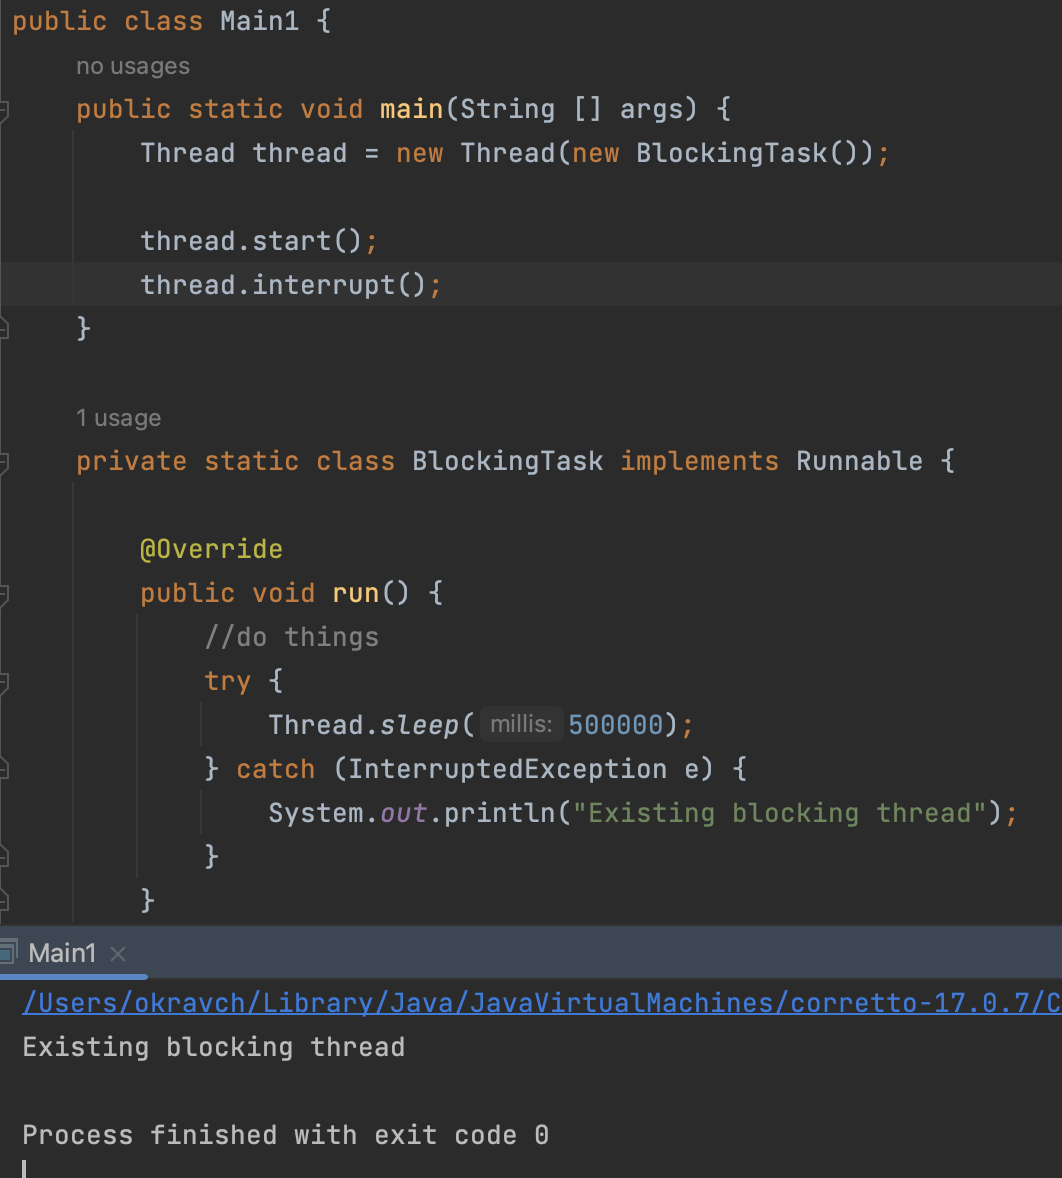 public class Main1 {
no usages
public static void main(String [] args) {
Thread thread = new Thread(new BlockingTask());
thread.start();
thread.interrupt();
}
1 usage
private static class BlockingTask implements Runnable {
@Override
public void run() {
//do things
try {
Thread.sleep( millis: 500000);
} catch (InterruptedException e) {
System.out.println("Existing blocking thread");
}
}
Main1 ×
/Users/okravch/Library/Java/JavaVirtualMachines/corretto-17.0.7/C
Existing blocking thread
Process finished with exit code 0